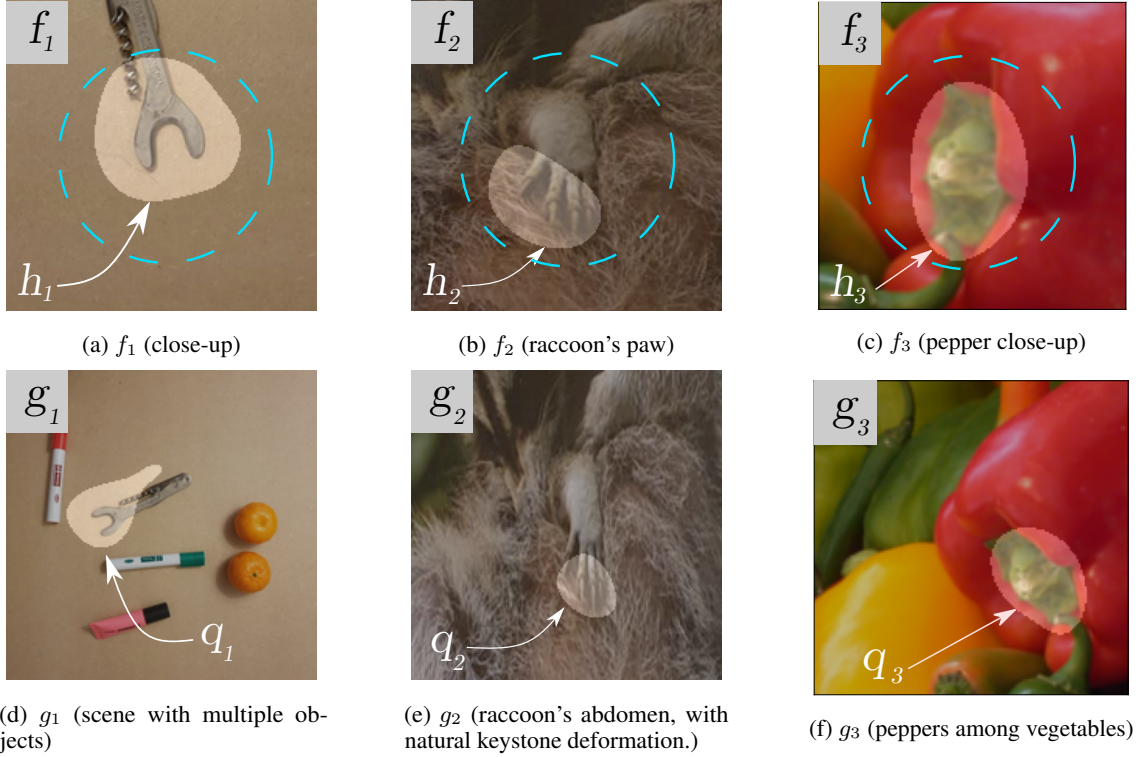 f1 f2 f3
h1 h2 h3
(a) f1 (close-up) (b) f2 (raccoon's paw) (c) f3 (pepper close-up)
g1 g2 g3
q1 q2 q3
(d) g1 (scene with multiple ob-
jects)
(e) g2 (raccoon's abdomen, with
natural keystone deformation.)
(f) g3 (peppers among vegetables)